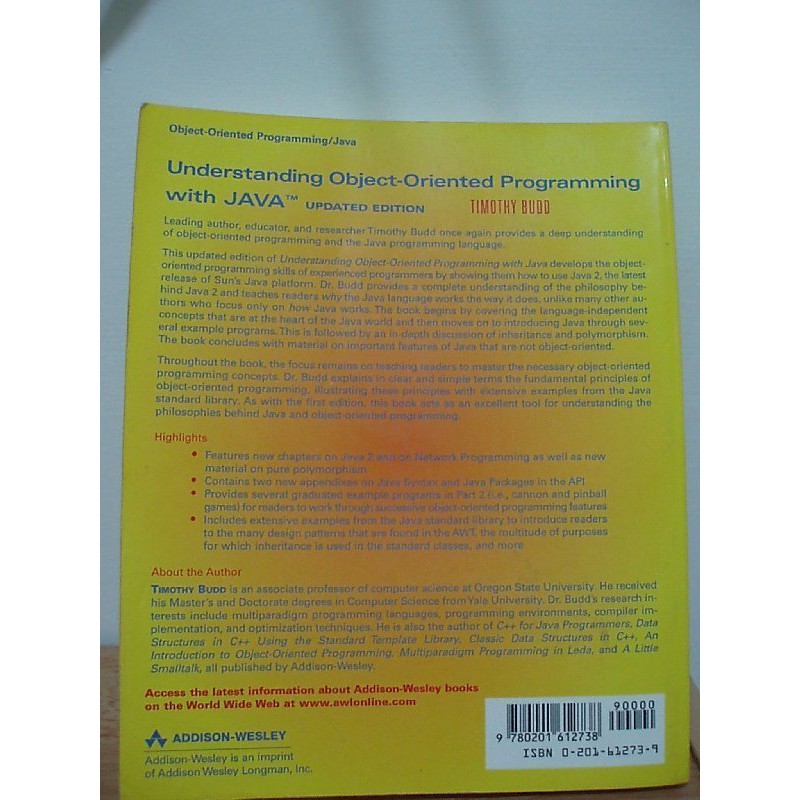 Object-Oriented Programming/Java
Understanding Object-Oriented Programming
with JAVA™ UPDATED EDITION TIMOTHY BUDD
Leading author, educator, and researcher Timothy Budd once again provides a deep understanding
of object-oriented programming and the Java programming language.
This updated edition of Understanding Object-Oriented Programming with Java develops the object-
oriented programming skills of experienced programmers by showing them how to use Java 2, the latest
release of Sun's Java platform. Dr. Budd provides a complete understanding of the philosophy be-
hind Java 2 and teaches readers why the Java language works the way it does, unlike many other au-
thors who focus only on how Java works. The book begins by covering the language-independent
concepts that are at the heart of the Java world and then moves on to introducing Java through sev-
eral example programs. This is followed by an in-depth discussion of inheritance and polymorphism.
The book concludes with material on important features of Java that are not object-oriented.
Throughout the book, the focus remains on teaching readers to master the necessary object-oriented
programming concepts. Dr. Budd explains in clear and simple terms the fundamental principles of
object-oriented programming, illustrating these principles with extensive examples from the Java
standard library. As with the first edition, this book acts as an excellent tool for understanding the
philosophies behind Java and object-oriented programming.
Highlights
• Features new chapters on Java 2 and on Network Programming as well as new
material on pure polymorphism
• Contains two new appendixes on Java Syntax and Java Packages in the API
• Provides several graduated example programs in Part 2 (i.e., cannon and pinball
games) for readers to work through successive object-oriented programming features
• Includes extensive examples from the Java standard library to introduce readers
to the many design patterns that are found in the AWT, the multitude of purposes
for which inheritance is used in the standard classes, and more
About the Author
TIMOTHY BUDD is an associate professor of computer science at Oregon State University. He received
his Master's and Doctorate degrees in Computer Science from Yale University. Dr. Budd's research in-
terests include multiparadigm programming languages, programming environments, compiler im-
plementation, and optimization techniques. He is also the author of C++ for Java Programmers, Data
Structures in C++ Using the Standard Template Library, Classic Data Structures in C++, An
Introduction to Object-Oriented Programming, Multiparadigm Programming in Leda, and A Little
Smalltalk, all published by Addison-Wesley.
Access the latest information about Addison-Wesley books
on the World Wide Web at www.awlonline.com
ADDISON-WESLEY
Addison-Wesley is an imprint
of Addison Wesley Longman, Inc.
90000
9 780201 612738
ISBN 0-201-61273-9